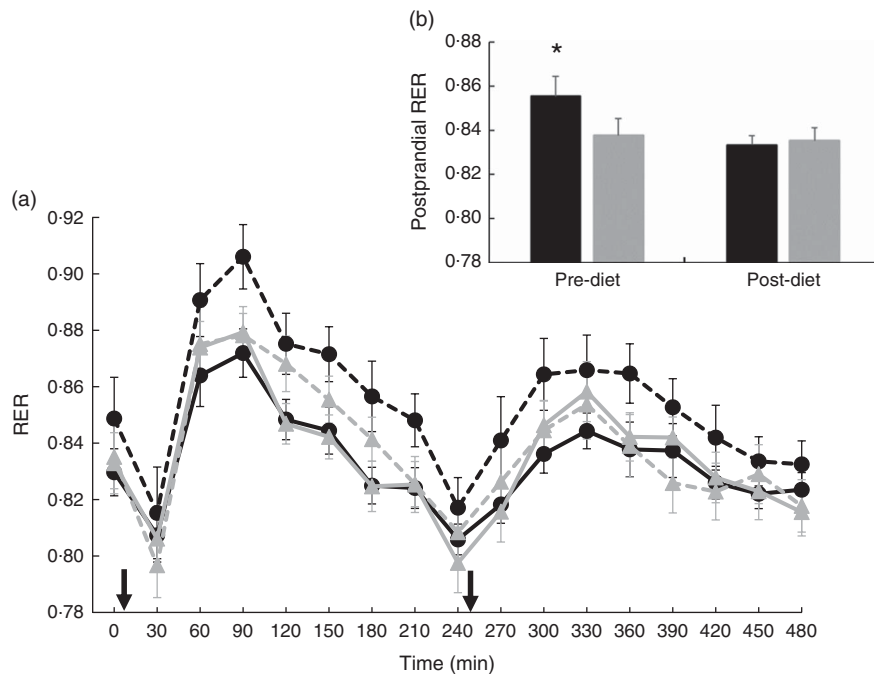 (b)
0·88
0·86
0·84
0·82
0·80
0·78
Postprandial RER
*
Pre-diet Post-diet
(a)
0·92
0·90
0·88
0·86
0·84
0·82
0·80
0·78
RER
0 30 60 90 120 150 180 210 240 270 300 330 360 390 420 450 480
Time (min)